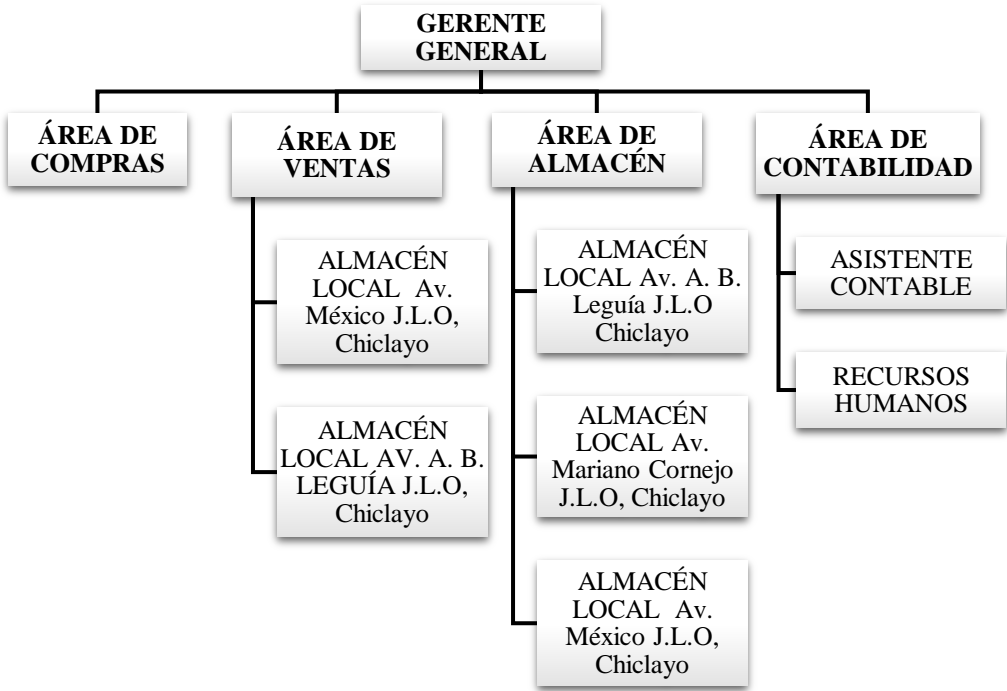 GERENTE
GENERAL
ÁREA DE
COMPRAS
ÁREA DE
VENTAS
ALMACÉN
LOCAL Av.
México J.L.O,
Chiclayo
ALMACÉN
LOCAL AV. A. B.
LEGUÍA J.L.O,
Chiclayo
ÁREA DE
ALMACÉN
ALMACÉN
LOCAL Av. A. B.
Leguía J.L.O
Chiclayo
ALMACÉN
LOCAL Av.
Mariano Cornejo
J.L.O, Chiclayo
ALMACÉN
LOCAL Av.
México J.L.O,
Chiclayo
ÁREA DE
CONTABILIDAD
ASISTENTE
CONTABLE
RECURSOS
HUMANOS